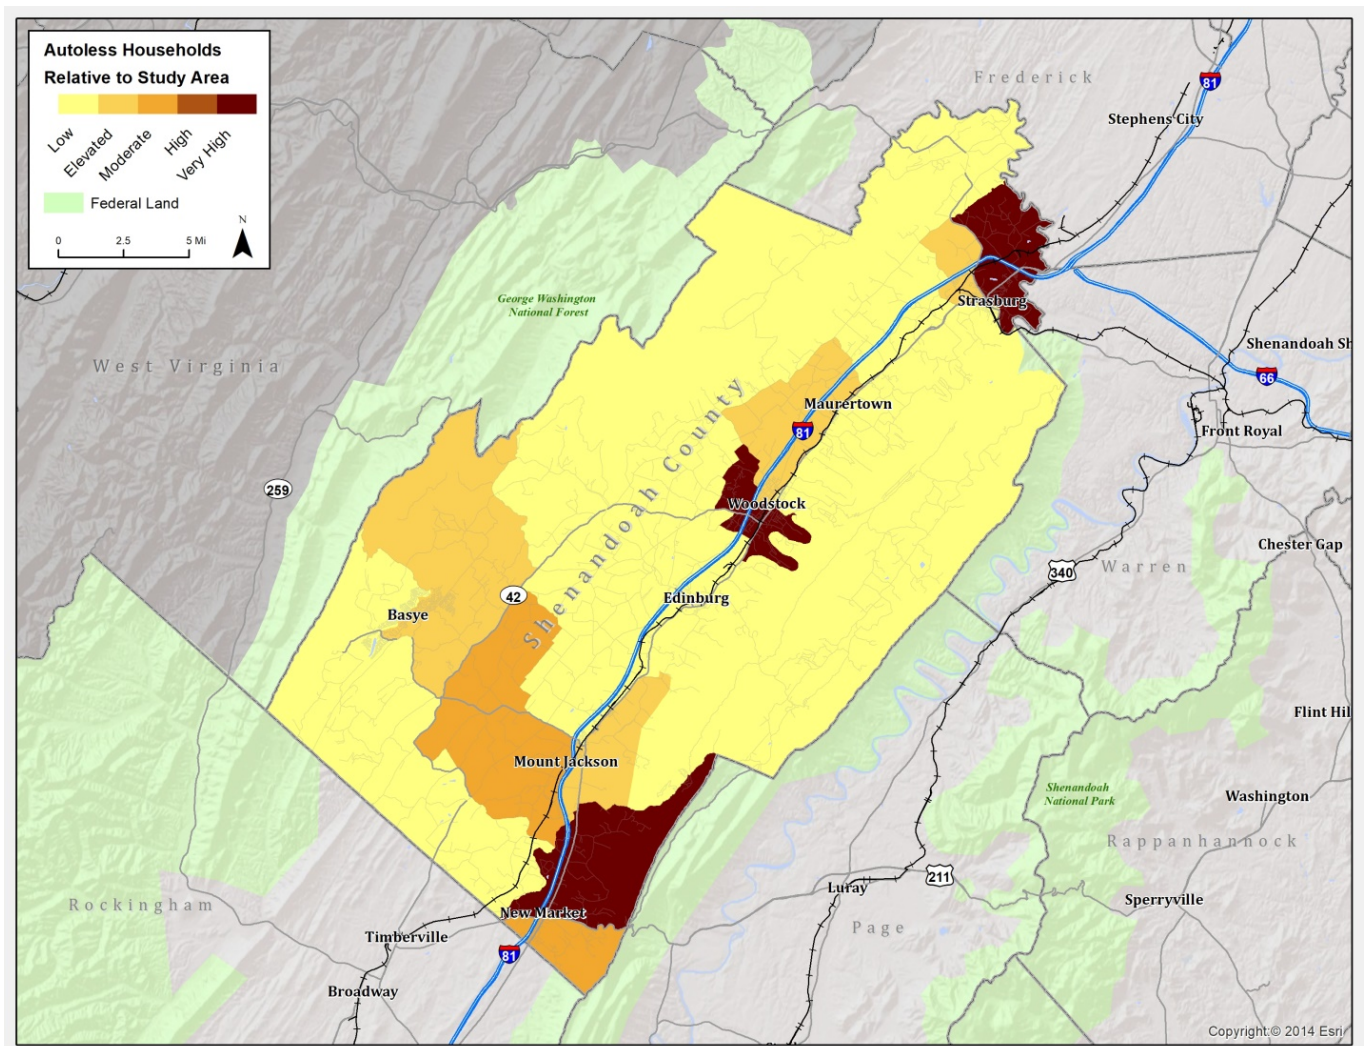 Autoless Households
Relative to Study Area
Low
Elevated
Moderate
High
Very High
Federal Land
N
0 2.5 5 Mi
Frederick
81
Stephens City
George Washington
National Forest
Strasburg
West Virginia
Shenandoah Sh
66
Maurertown
81
Front Royal
Shenandoah County
259
Woodstock
Chester Gap
340
Warren
42
Edinburg
Basye
Flint Hil
Mount Jackson
Shenandoah
National Park
Washington
Rappahannock
211
Luray
Sperryville
Rockingham
New Market
Page
Timberville
81
Broadway
Copyright:© 2014 Esri